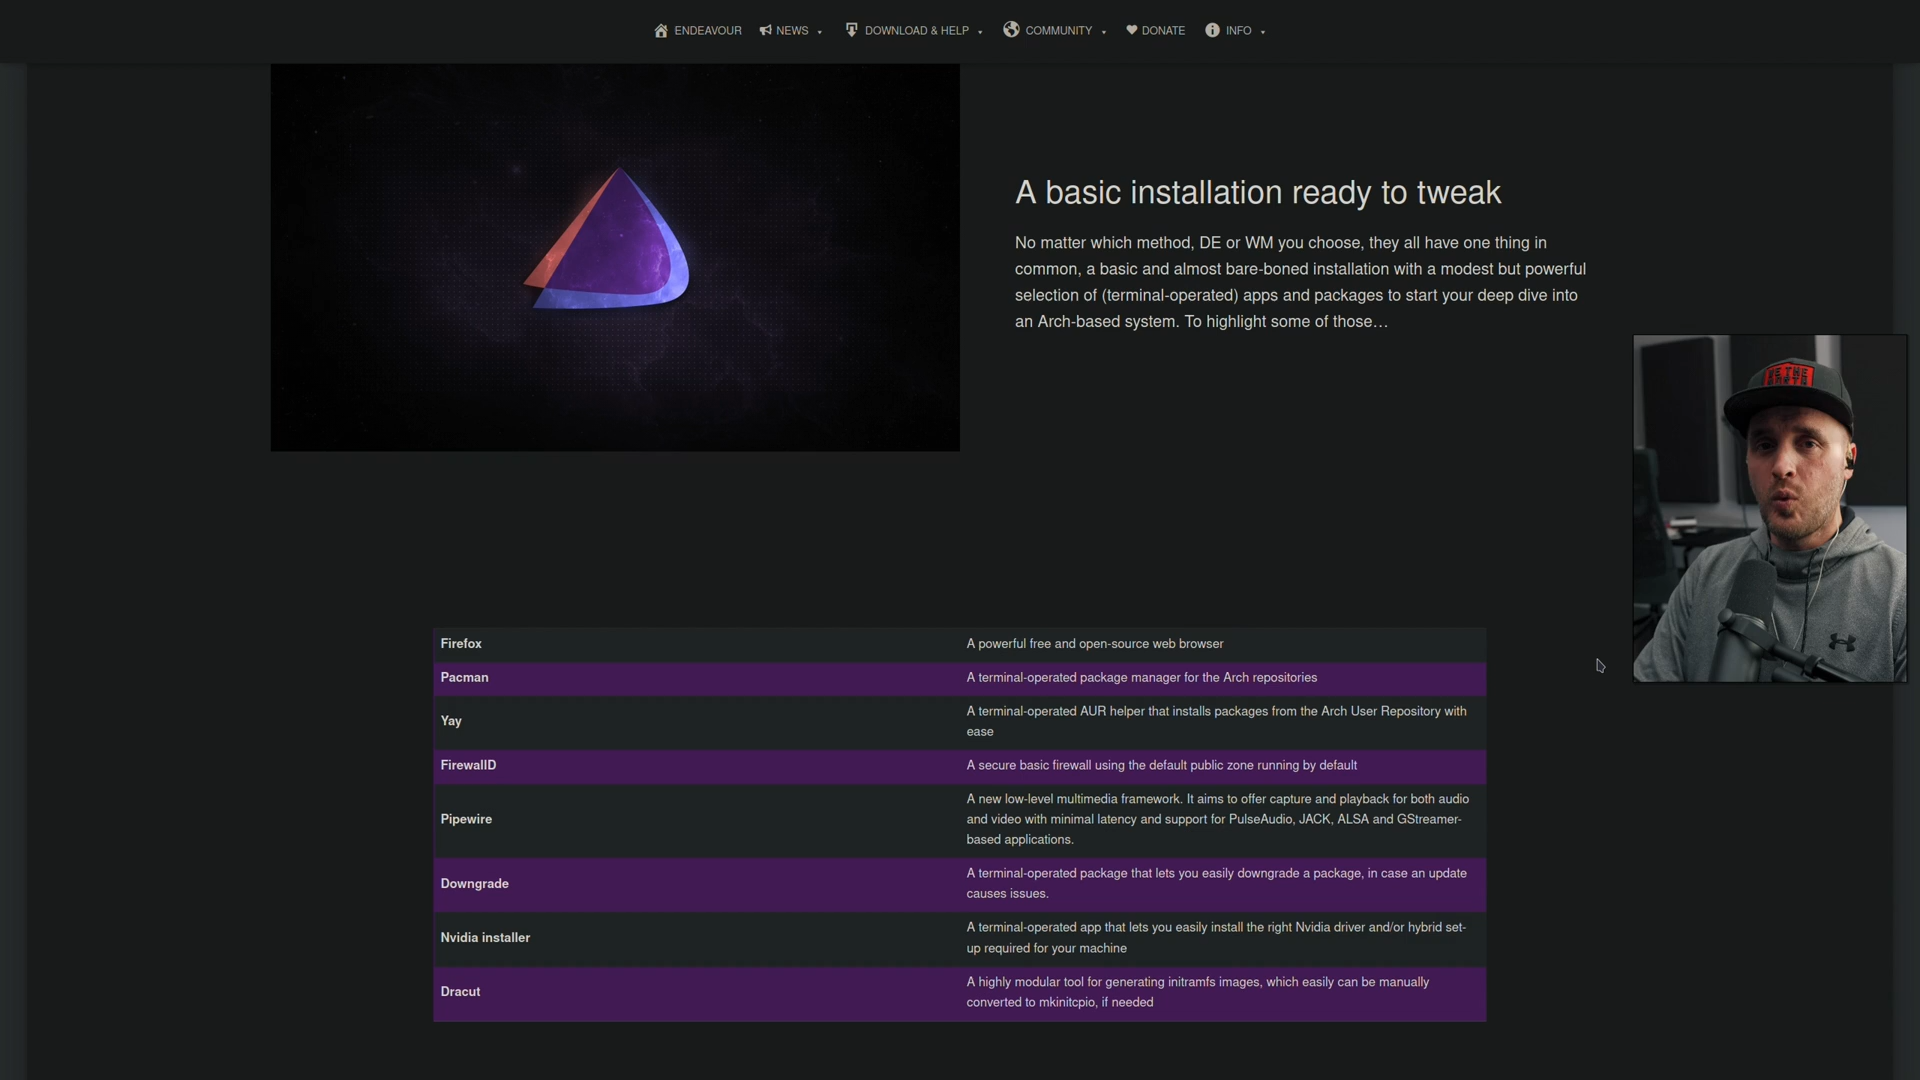 ENDEAVOUR NEWS DOWNLOAD & HELP COMMUNITY DONATE INFO
A basic installation ready to tweak
No matter which method, DE or WM you choose, they all have one thing in
common, a basic and almost bare-boned installation with a modest but powerful
selection of (terminal-operated) apps and packages to start your deep dive into
an Arch-based system. To highlight some of those…
Firefox
A powerful free and open-source web browser
Pacman
A terminal-operated package manager for the Arch repositories
Yay
A terminal-operated AUR helper that installs packages from the Arch User Repository with
ease
FirewallD
A secure basic firewall using the default public zone running by default
Pipewire
A new low-level multimedia framework. It aims to offer capture and playback for both audio
and video with minimal latency and support for PulseAudio, JACK, ALSA and GStreamer-
based applications.
Downgrade
A terminal-operated package that lets you easily downgrade a package, in case an update
causes issues.
Nvidia installer
A terminal-operated app that lets you easily install the right Nvidia driver and/or hybrid set-
up required for your machine
Dracut
A highly modular tool for generating initramfs images, which easily can be manually
converted to mkinitcpio, if needed